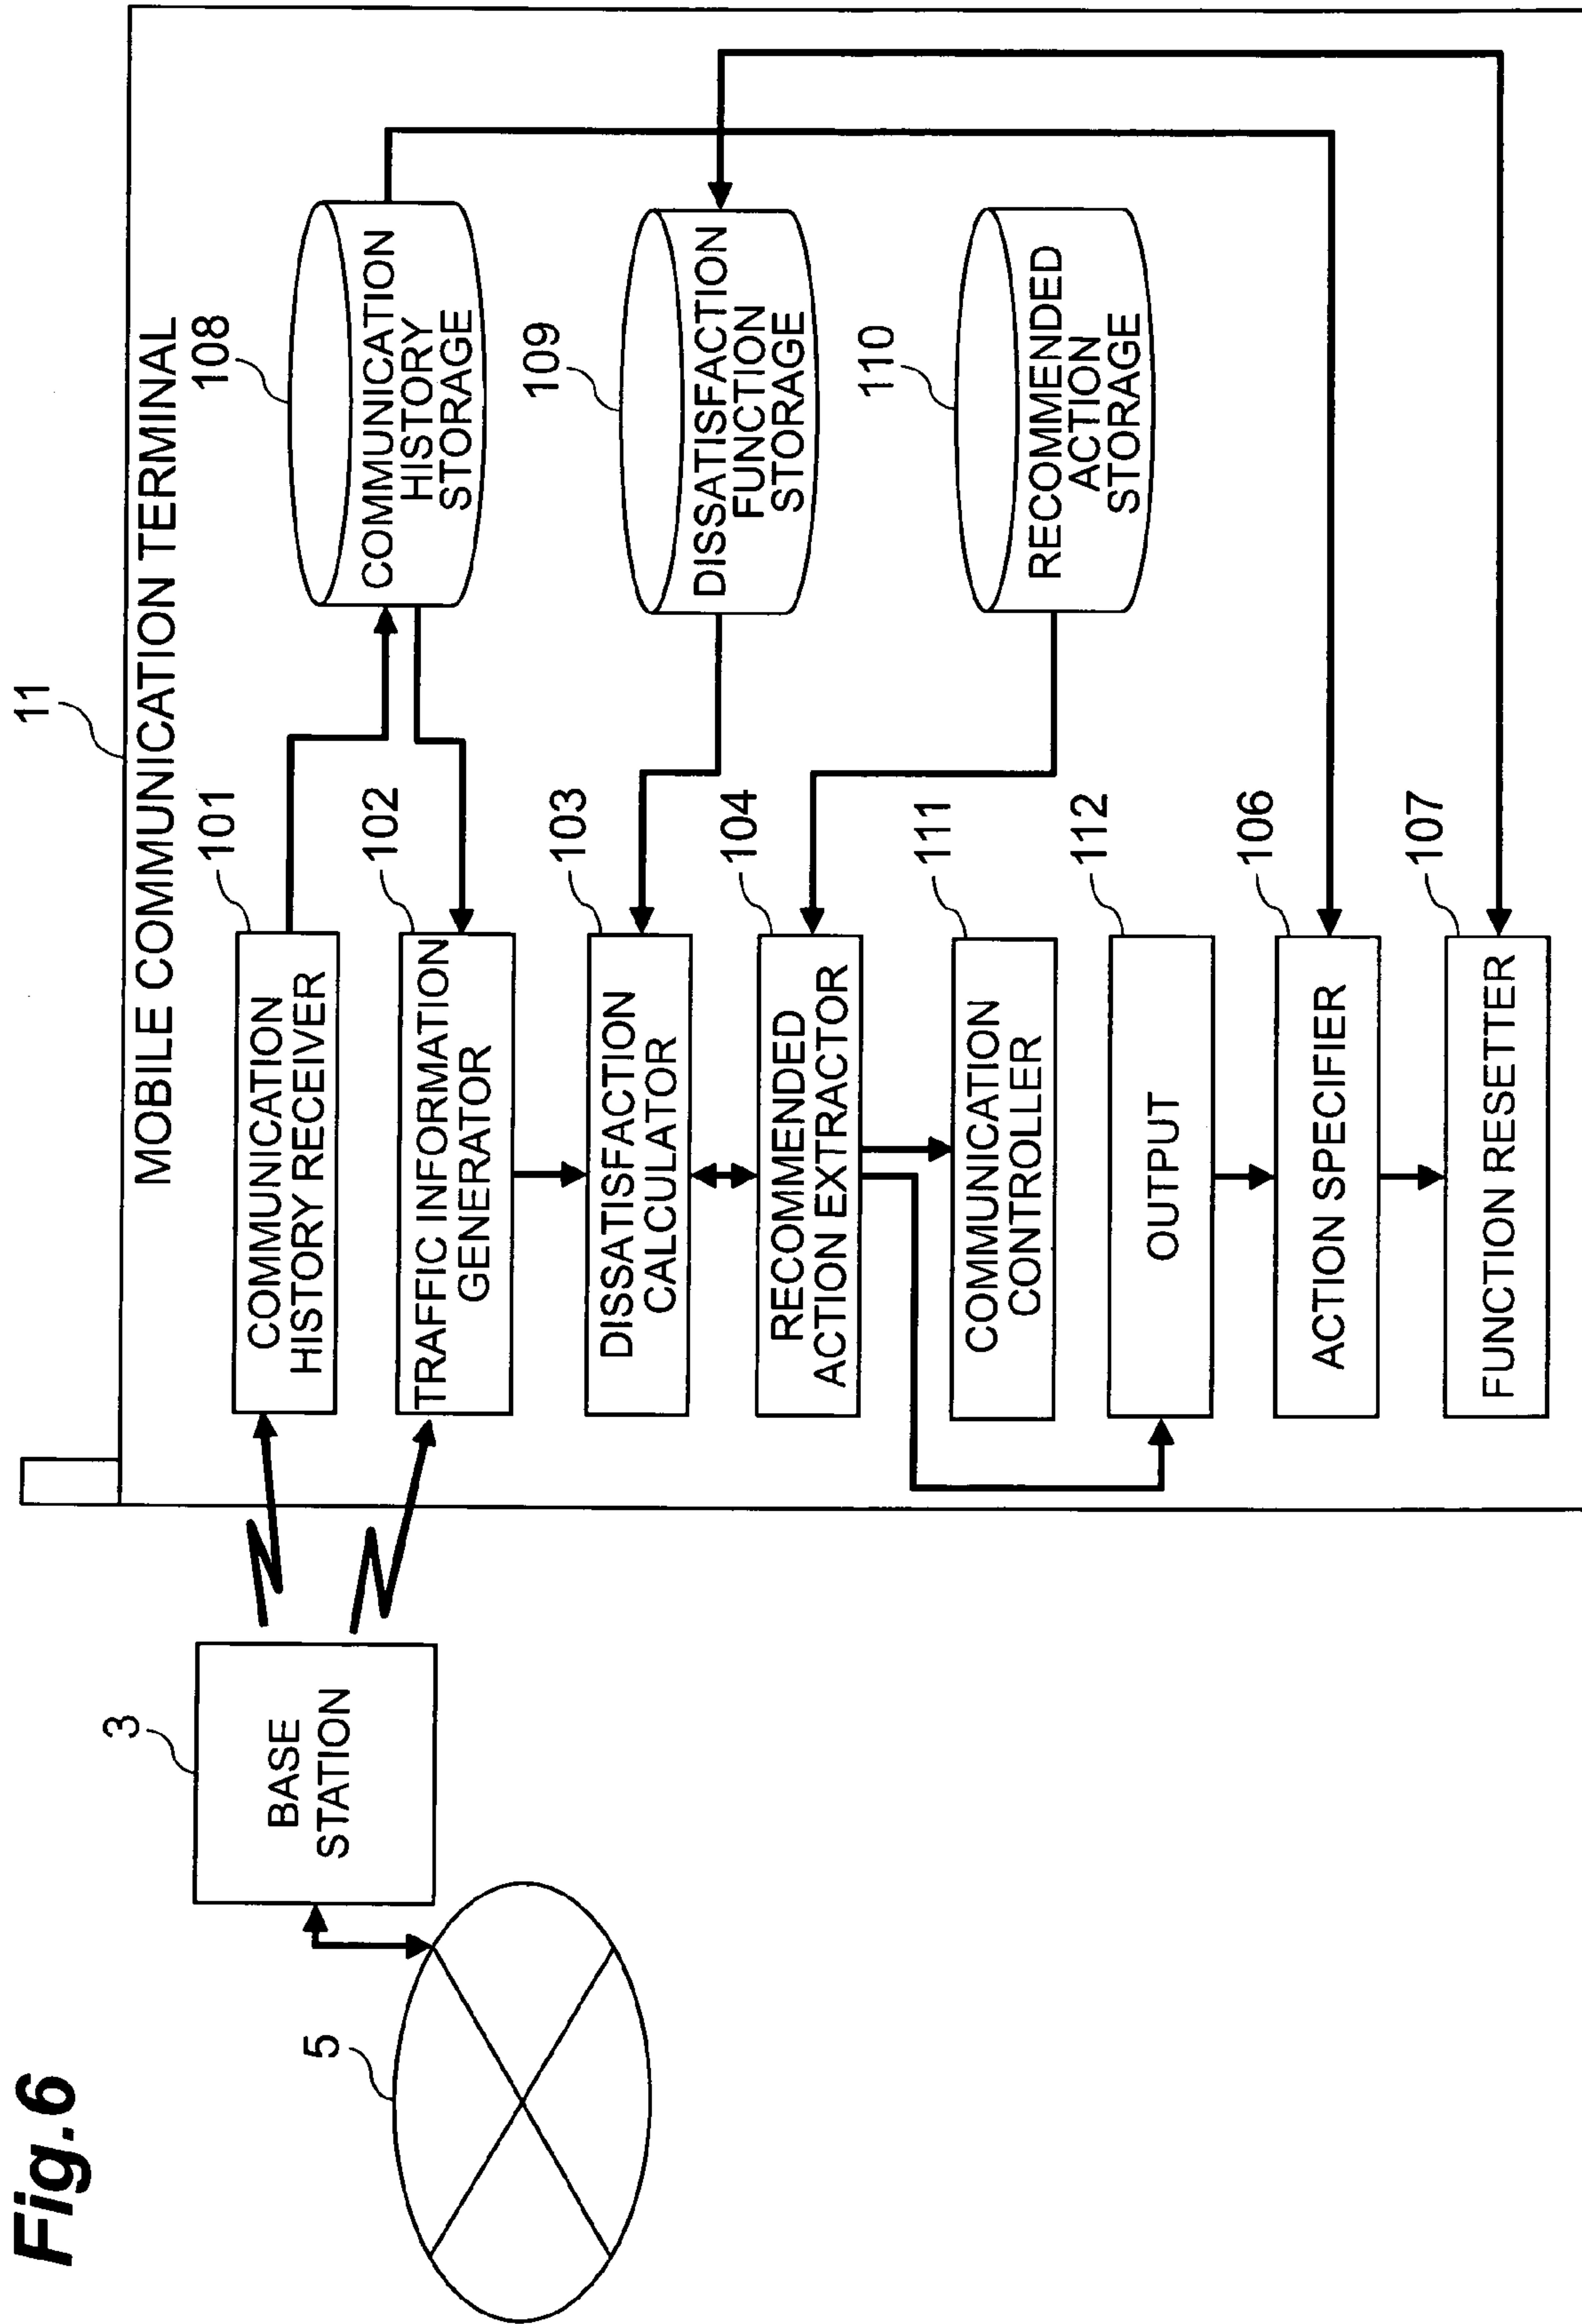 Fig.6
11
MOBILE COMMUNICATION TERMINAL
3
BASE
STATION
5
101
COMMUNICATION
HISTORY RECEIVER
102
TRAFFIC INFORMATION
GENERATOR
103
DISSATISFACTION
CALCULATOR
104
RECOMMENDED
ACTION EXTRACTOR
111
COMMUNICATION
CONTROLLER
112
OUTPUT
106
ACTION SPECIFIER
107
FUNCTION RESETTER
108
COMMUNICATION
HISTORY
STORAGE
109
DISSATISFACTION
FUNCTION
STORAGE
110
RECOMMENDED
ACTION
STORAGE